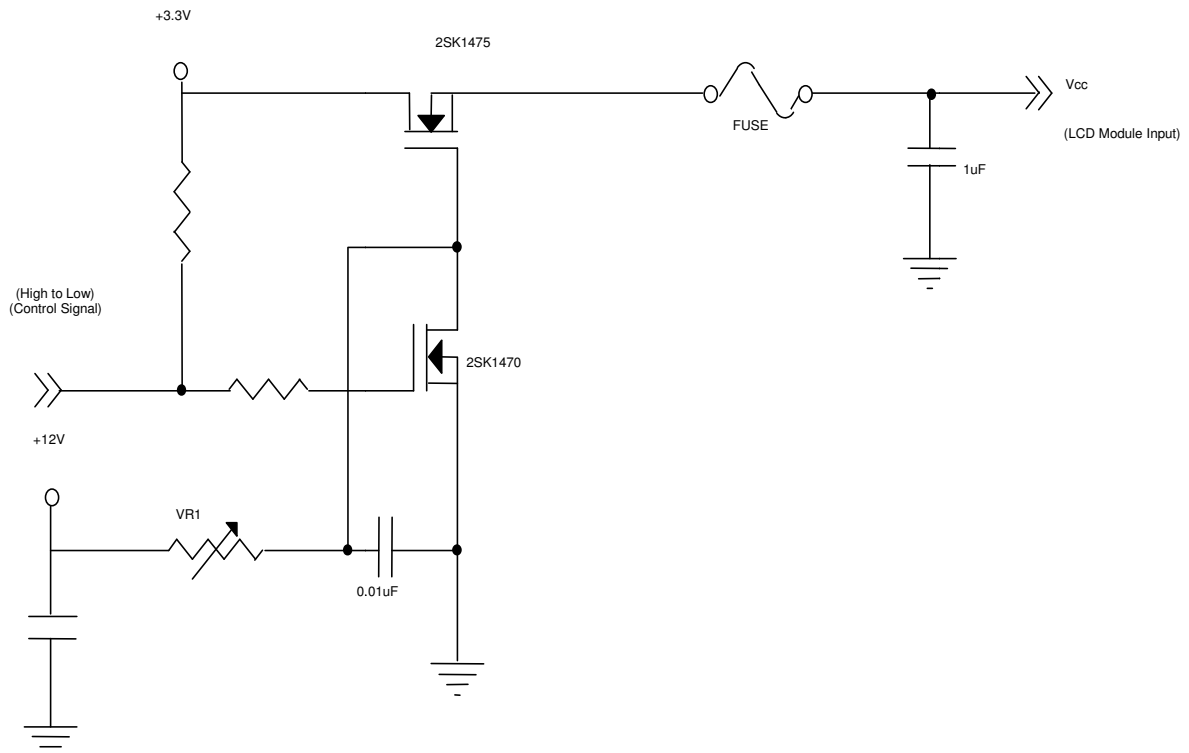 +3.3V
2SK1475
Vcc
FUSE
(LCD Module Input)
1uF
(High to Low)
(Control Signal)
2SK1470
+12V
VR1
0.01uF